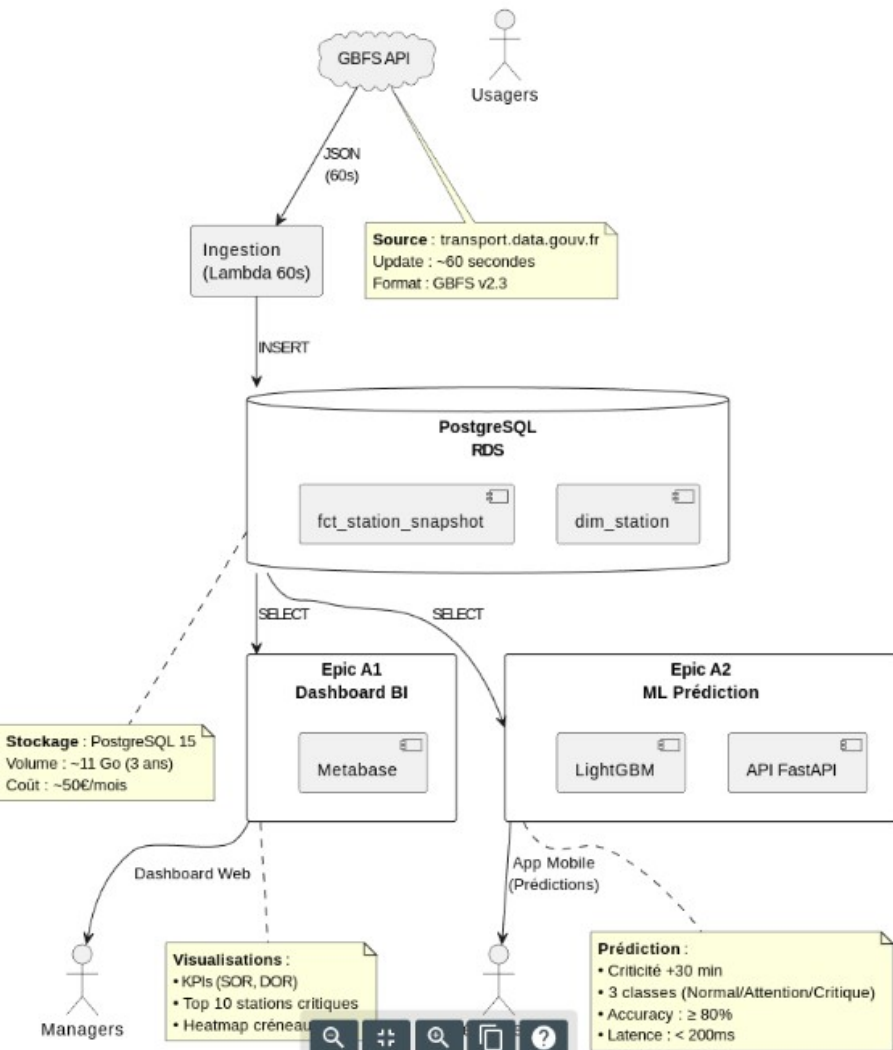 GBFS API
Usagers
JSON
(60s)
Ingestion
(Lambda 60s)
Source : transport.data.gouv.fr
Update : ~60 secondes
Format : GBFS v2.3
INSERT
PostgreSQL
RDS
fct_station_snapshot
dim_station
SELECT
SELECT
Epic A1
Dashboard BI
Metabase
Epic A2
ML Prédiction
LightGBM
API FastAPI
Stockage : PostgreSQL 15
Volume : ~11 Go (3 ans)
Coût : ~50€/mois
Dashboard Web
App Mobile
(Prédictions)
Managers
Visualisations :
• KPIs (SOR, DOR)
• Top 10 stations critiques
• Heatmap
Prédiction :
• Criticité +30 min
• 3 classes (Normal/Attention/Critique)
• Accuracy : ≥ 80%
• Latence : < 200ms